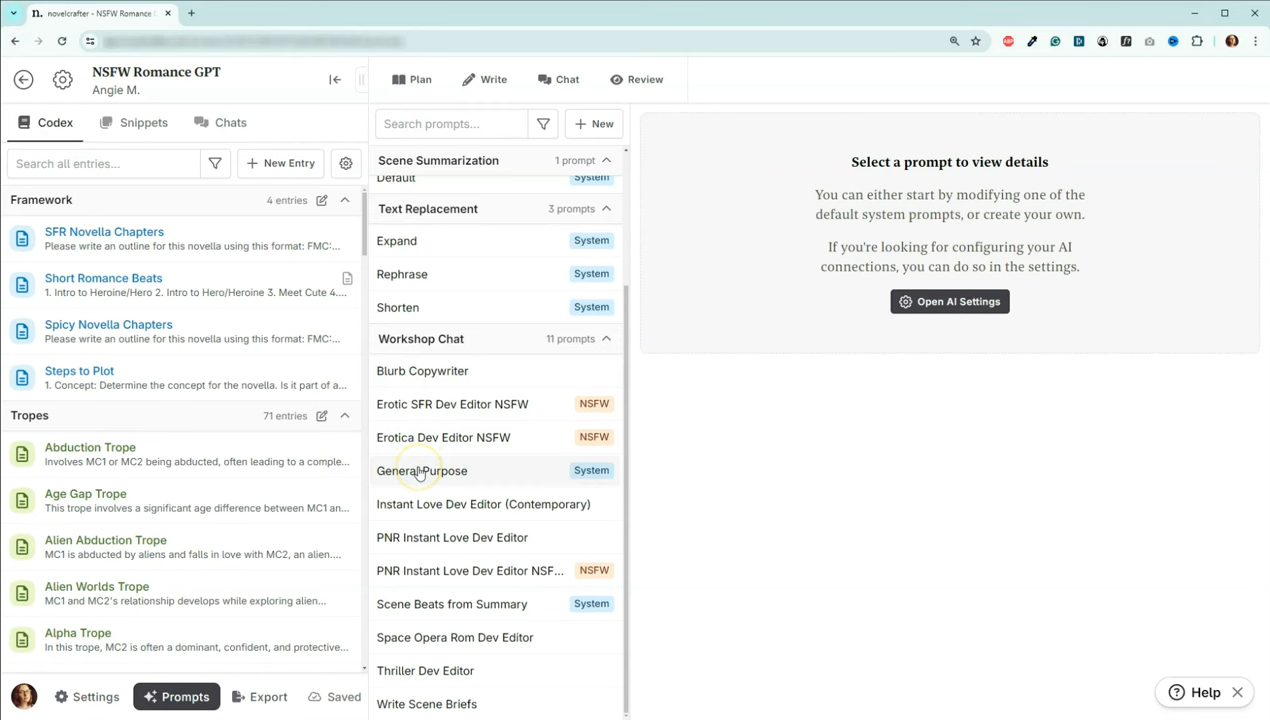 n. novelcrafter - NSFW Romance
NSFW Romance GPT
Angie M.
Plan
Write
Chat
Review
Codex
Snippets
Chats
Search all entries...
New Entry
Framework
4 entries
SFR Novella Chapters
Please write an outline for this novella using this format: FMC:...
Short Romance Beats
1. Intro to Heroine/Hero 2. Intro to Hero/Heroine 3. Meet Cute 4....
Spicy Novella Chapters
Please write an outline for this novella using this format: FMC:...
Steps to Plot
1. Concept: Determine the concept for the novella. Is it part of a...
Tropes
71 entries
Abduction Trope
Involves MC1 or MC2 being abducted, often leading to a comple...
Age Gap Trope
This trope involves a significant age difference between MC1 an...
Alien Abduction Trope
MC1 is abducted by aliens and falls in love with MC2, an alien....
Alien Worlds Trope
MC1 and MC2's relationship develops while exploring alien...
Alpha Trope
In this trope, MC2 is often a dominant, confident, and protective...
Settings
Prompts
Export
Saved
Search prompts...
New
Scene Summarization
1 prompt
Default
System
Text Replacement
3 prompts
Expand
System
Rephrase
System
Shorten
System
Workshop Chat
11 prompts
Blurb Copywriter
Erotic SFR Dev Editor NSFW
NSFW
Erotica Dev Editor NSFW
NSFW
General Purpose
System
Instant Love Dev Editor (Contemporary)
PNR Instant Love Dev Editor
PNR Instant Love Dev Editor NSF...
NSFW
Scene Beats from Summary
System
Space Opera Rom Dev Editor
Thriller Dev Editor
Write Scene Briefs
Select a prompt to view details
You can either start by modifying one of the
default system prompts, or create your own.
If you're looking for configuring your AI
connections, you can do so in the settings.
Open AI Settings
Help